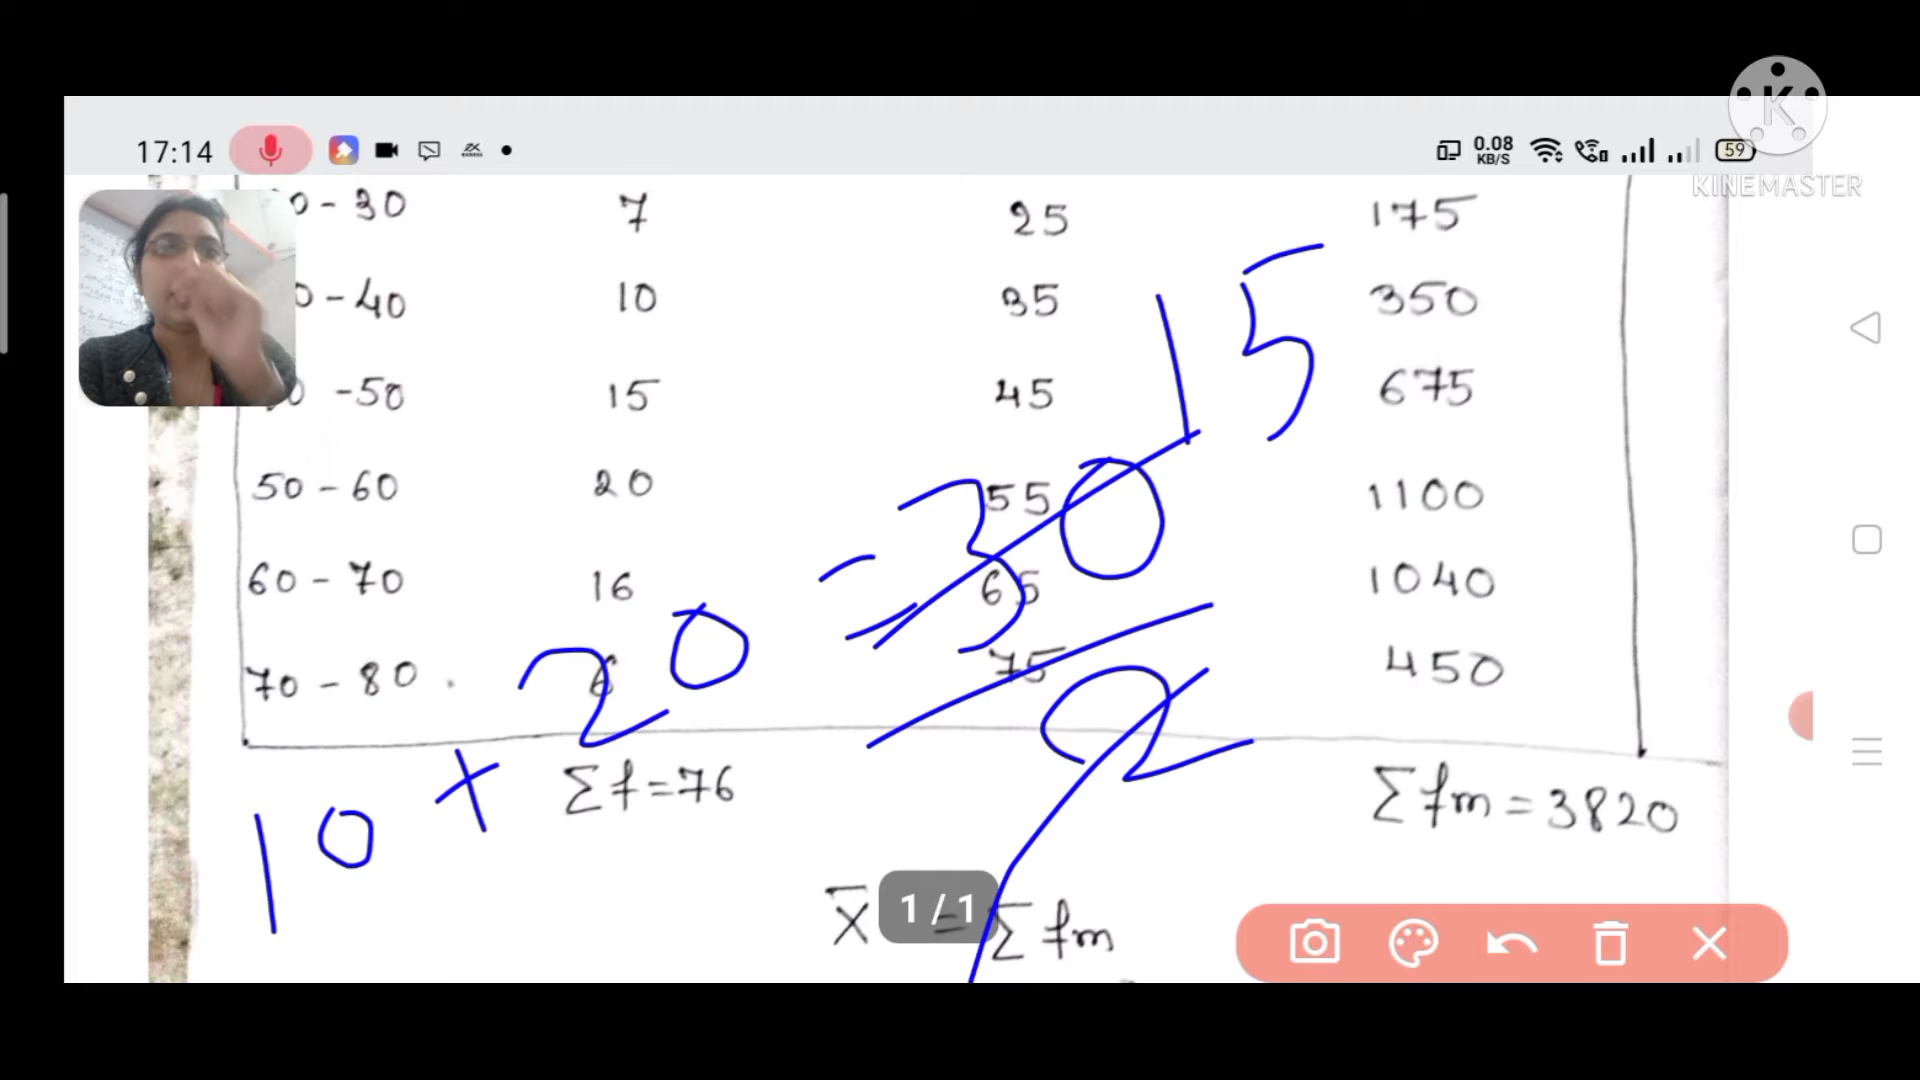 17:14 0.08 KB/S 59
K
KINEMASTER
0 - 30 7 25 175
0 - 40 10 35 350
0 - 50 15 45 675
50 - 60 20 55 1100
60 - 70 16 65 1040
70 - 80 6 75 450
Σf = 76 Σfm = 3820
10 + 20 = 30 15
2
X̄ = Σfm
1 / 1